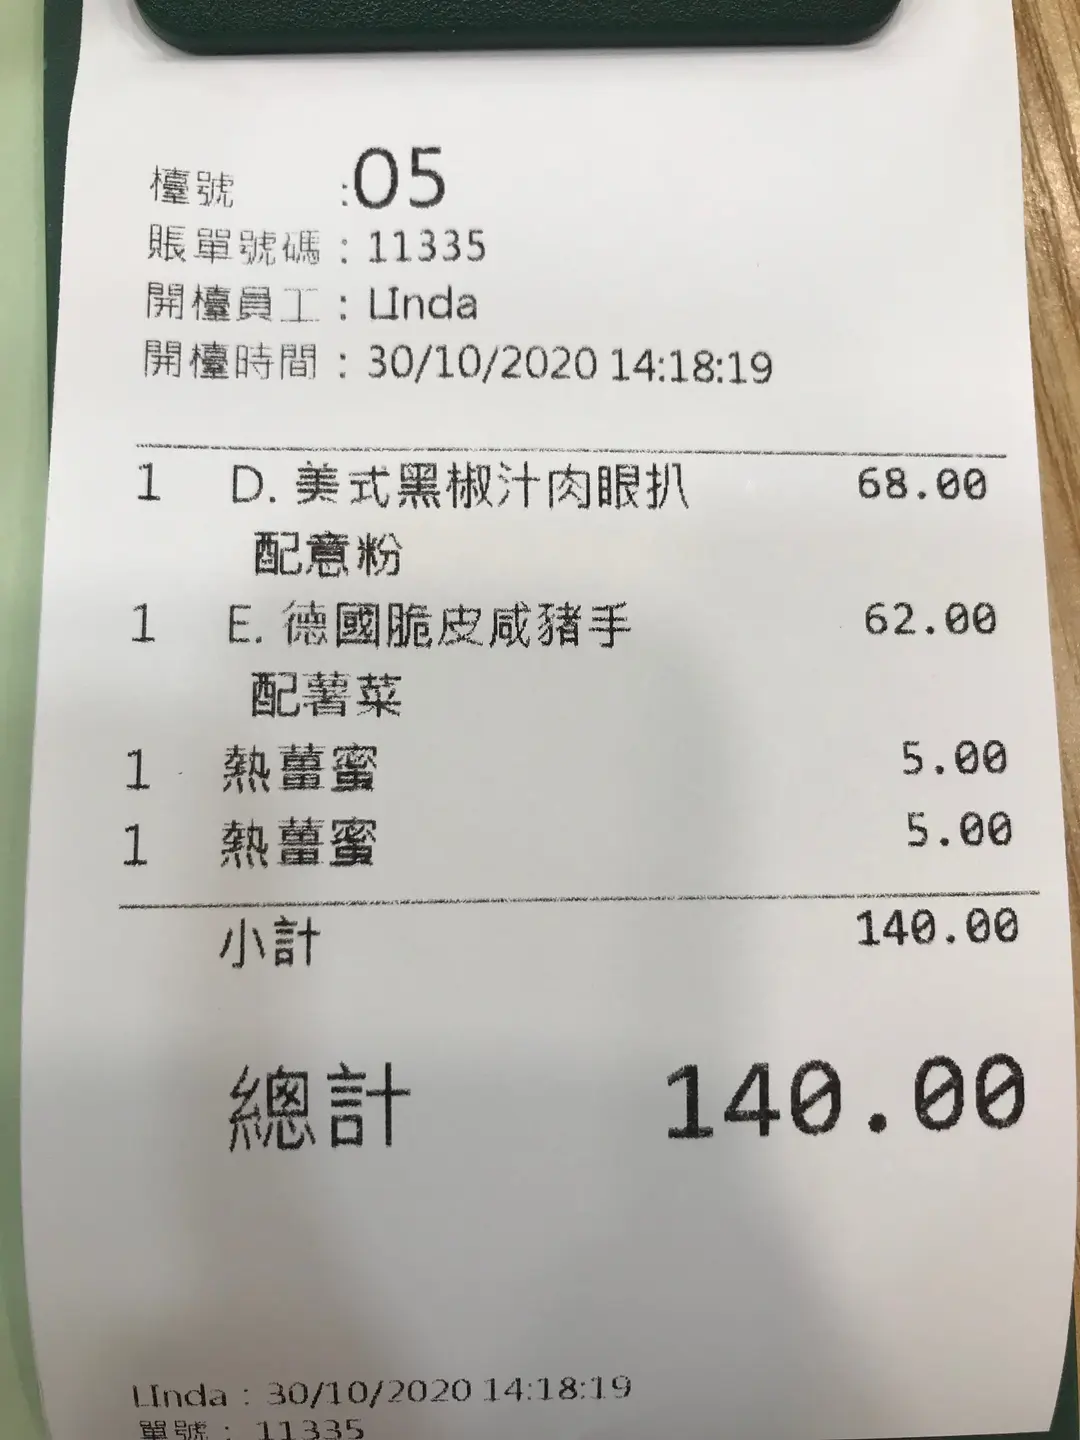 檯號 :05
賬單號碼 : 11335
開檯員工 : LInda
開檯時間 : 30/10/2020 14:18:19
1 D. 美式黑椒汁肉眼扒 68.00
配意粉
1 E. 德國脆皮咸豬手 62.00
配薯菜
1 熱薑蜜 5.00
1 熱薑蜜 5.00
小計 140.00
總計 140.00
LInda : 30/10/2020 14:18:19
單號 : 11335